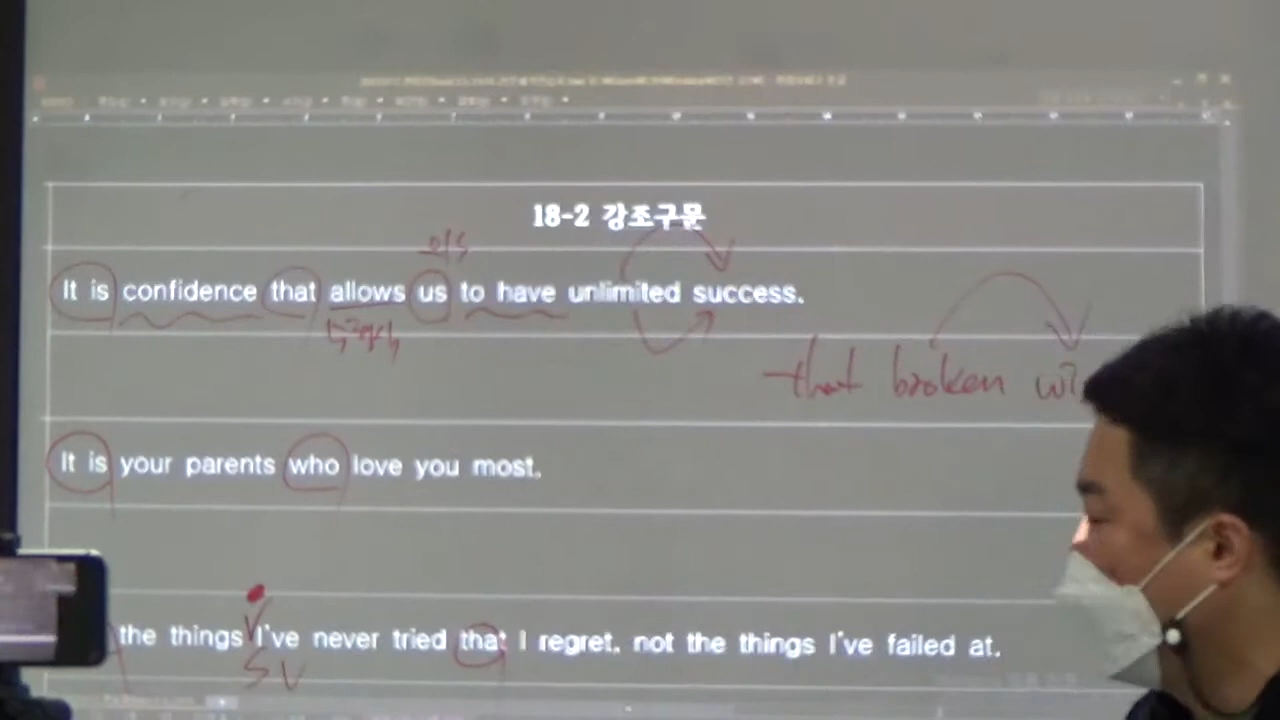 18-2 강조구문
It is confidence that allows us to have unlimited success.
that broken
It is your parents who love you most.
V
the things I've never tried that I regret. not the things I've failed at.
S V